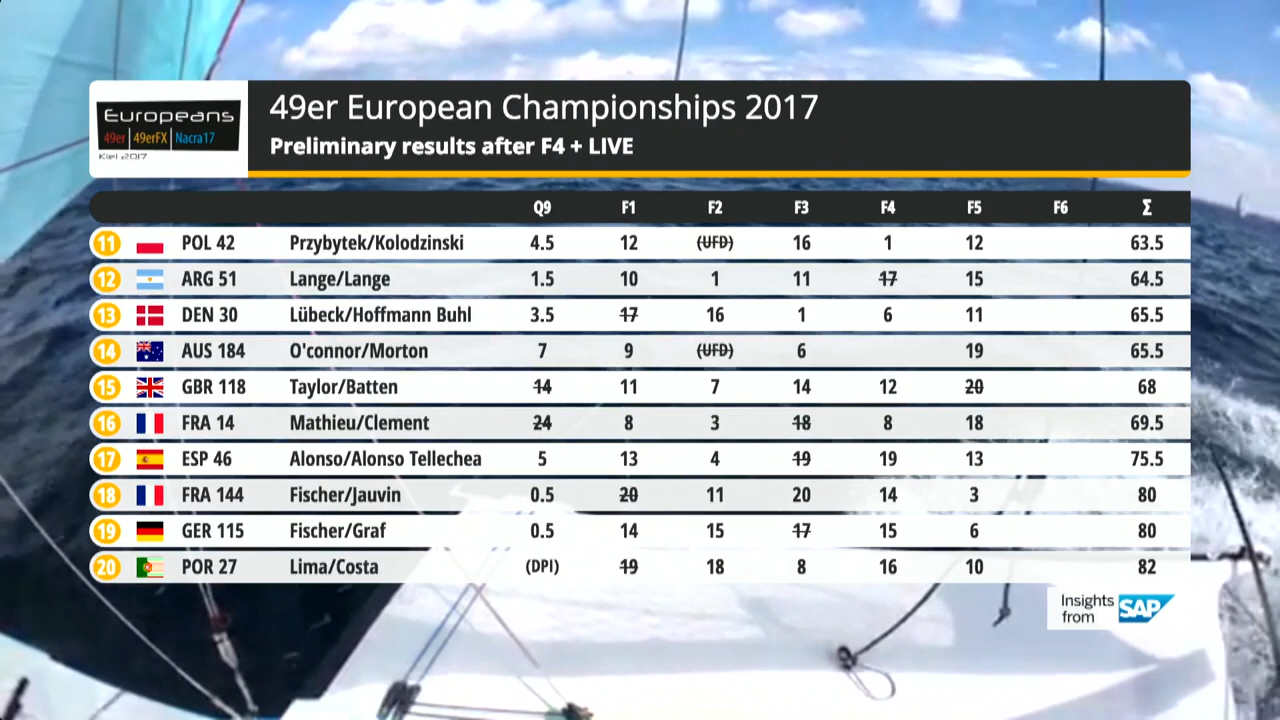 Europeans
49er | 49erFX | Nacra17
Kiel 2017
49er European Championships 2017
Preliminary results after F4 + LIVE
Q9 F1 F2 F3 F4 F5 F6 Σ
11 POL 42 Przybytek/Kolodzinski 4.5 12 (UFD) 16 1 12 63.5
12 ARG 51 Lange/Lange 1.5 10 1 11 17 15 64.5
13 DEN 30 Lübeck/Hoffmann Buhl 3.5 17 16 1 6 11 65.5
14 AUS 184 O'connor/Morton 7 9 (UFD) 6 19 65.5
15 GBR 118 Taylor/Batten 14 11 7 14 12 20 68
16 FRA 14 Mathieu/Clement 24 8 3 18 8 18 69.5
17 ESP 46 Alonso/Alonso Tellechea 5 13 4 19 19 13 75.5
18 FRA 144 Fischer/Jauvin 0.5 20 11 20 14 3 80
19 GER 115 Fischer/Graf 0.5 14 15 17 15 6 80
20 POR 27 Lima/Costa (DPI) 19 18 8 16 10 82
Insights
from SAP